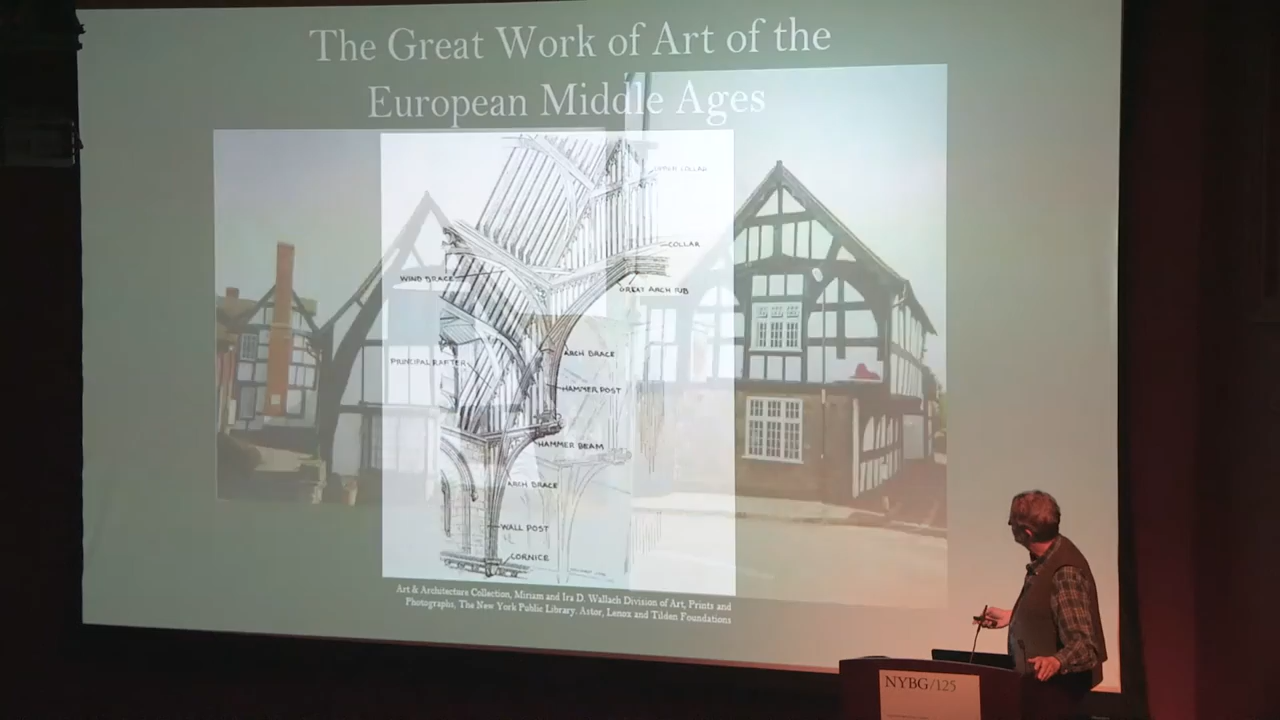 The Great Work of Art of the
European Middle Ages
COLLAR
WIND BRACE
GREAT ARCH RIB
ARCH BRACE
PRINCIPAL RAFTER
HAMMER POST
HAMMER BEAM
ARCH BRACE
WALL POST
CORNICE
Art & Architecture Collection, Miriam and Ira D. Wallach Division of Art, Prints and
Photographs, The New York Public Library. Astor, Lenox and Tilden Foundations
NYBG/125